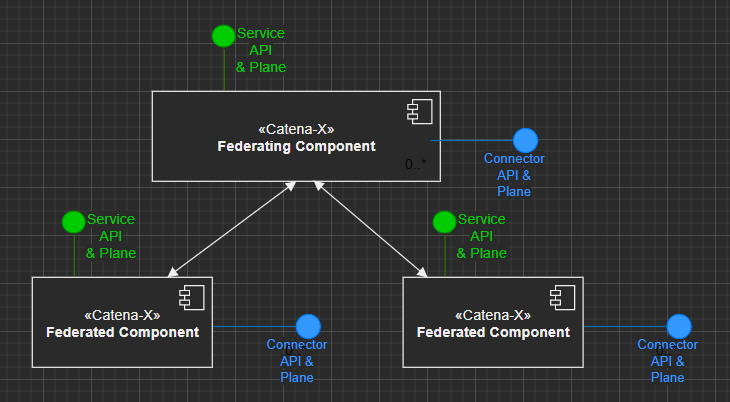 Service
API
& Plane
«Catena-X»
Federating Component
0..*
Connector
API &
Plane
Service
API
& Plane
«Catena-X»
Federated Component
Connector
API &
Plane
Service
API
& Plane
«Catena-X»
Federated Component
Connector
API &
Plane